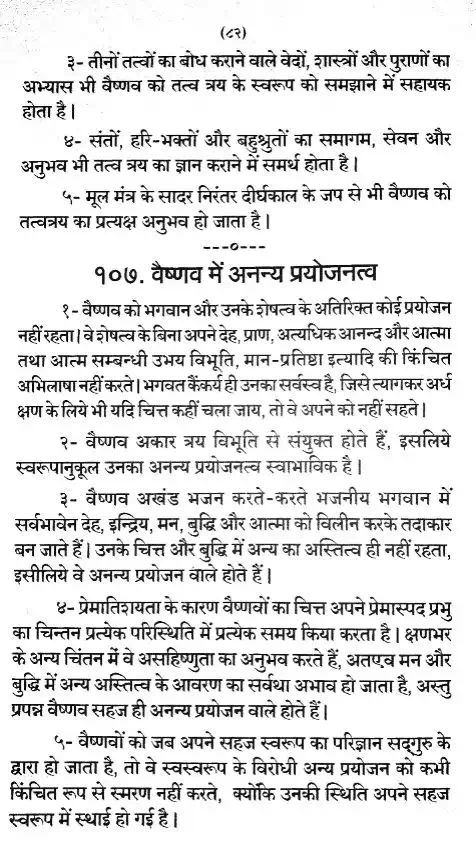 (८२)
३- तीनों तत्वों का बोध कराने वाले वेदों, शास्त्रों और पुराणों का
अभ्यास भी वैष्णव को तत्व त्रय के स्वरूप को समझाने में सहायक
होता है।
४- संतों, हरि-भक्तों और बहुश्रुतों का समागम, सेवन और
अनुभव भी तत्व त्रय का ज्ञान कराने में समर्थ होता है।
५- मूल मंत्र के सादर निरंतर दीर्घकाल के जप से भी वैष्णव को
तत्वत्रय का प्रत्यक्ष अनुभव हो जाता है।
---०---
१०७. वैष्णव में अनन्य प्रयोजनत्व
१- वैष्णव को भगवान और उनके शेषत्व के अतिरिक्त कोई प्रयोजन
नहीं रहता। वे शेषत्व के बिना अपने देह, प्राण, अत्यधिक आनन्द और आत्मा
तथा आत्म सम्बन्धी उभय विभूति, मान-प्रतिष्ठा इत्यादि की किंचित
अभिलाषा नहीं करते। भगवत कैंकर्य ही उनका सर्वस्व है, जिसे त्यागकर अर्ध
क्षण के लिये भी यदि चित्त कहीं चला जाय, तो वे अपने को नहीं सहते।
२- वैष्णव अकार त्रय विभूति से संयुक्त होते हैं, इसलिये
स्वरूपानुकूल उनका अनन्य प्रयोजनत्व स्वाभाविक है।
३- वैष्णव अखंड भजन करते-करते भजनीय भगवान में
सर्वभावेन देह, इन्द्रिय, मन, बुद्धि और आत्मा को विलीन करके तदाकार
बन जाते हैं। उनके चित्त और बुद्धि में अन्य का अस्तित्व ही नहीं रहता,
इसीलिये वे अनन्य प्रयोजन वाले होते हैं।
४- प्रेमातिशयता के कारण वैष्णवों का चित्त अपने प्रेमास्पद प्रभु
का चिन्तन प्रत्येक परिस्थिति में प्रत्येक समय किया करता है। क्षणभर
के अन्य चिंतन में वे असहिष्णुता का अनुभव करते हैं, अतएव मन और
बुद्धि में अन्य अस्तित्व के आवरण का सर्वथा अभाव हो जाता है, अस्तु
प्रपन्न वैष्णव सहज ही अनन्य प्रयोजन वाले होते हैं।
५- वैष्णवों को जब अपने सहज स्वरूप का परिज्ञान सद्‌गुरु के
द्वारा हो जाता है, तो वे स्वस्वरूप के विरोधी अन्य प्रयोजन को कभी
किंचित रूप से स्मरण नहीं करते, क्योंकि उनकी स्थिति अपने सहज
स्वरूप में स्थाई हो गई है।